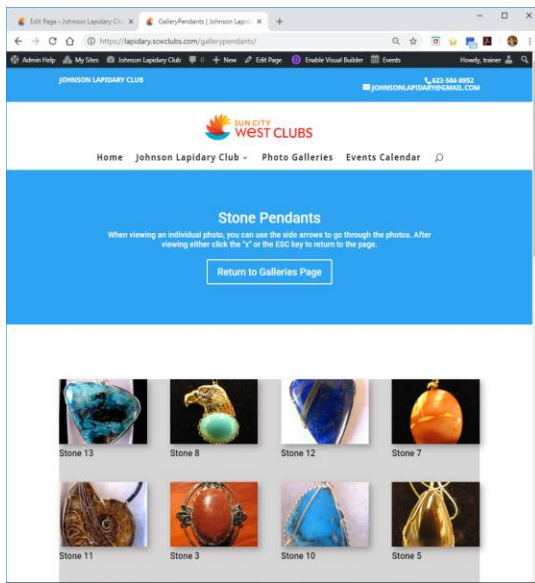 Edit Page ‹ Johnson Lapidary Clu
GalleryPendants | Johnson Lapid
https://lapidary.scwclubs.com/gallerypendants/
Admin Help My Sites Johnson Lapidary Club 0 + New Edit Page Enable Visual Builder Events Howdy, trainer
JOHNSON LAPIDARY CLUB
623-584-8952
JOHNSONLAPIDARY@GMAIL.COM
SUN CITY
WEST CLUBS
Home Johnson Lapidary Club Photo Galleries Events Calendar
Stone Pendants
When viewing an individual photo, you can use the side arrows to go through the photos. After
viewing either click the "x" or the ESC key to return to the page.
Return to Galleries Page
Stone 13 Stone 8 Stone 12 Stone 7
Stone 11 Stone 3 Stone 10 Stone 5